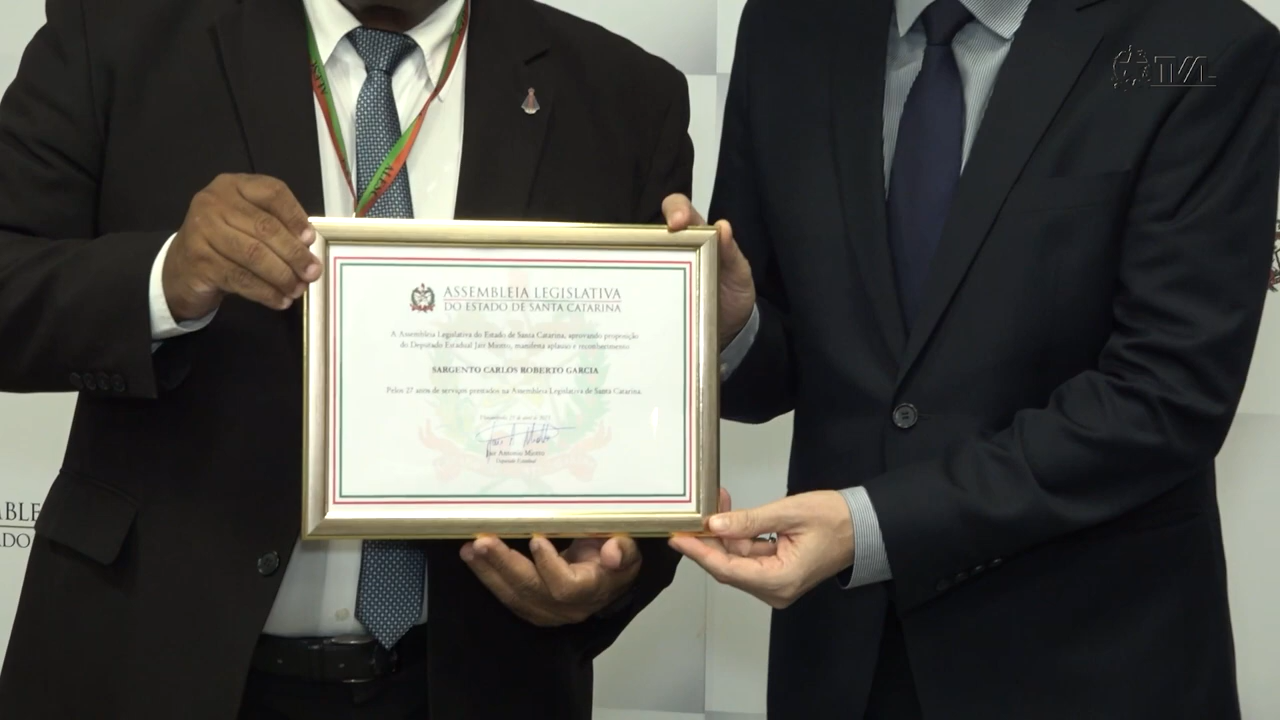 TVAL
ALESC
ASSEMBLEIA LEGISLATIVA
DO ESTADO DE SANTA CATARINA
A Assembleia Legislativa do Estado de Santa Catarina, aprovando proposição
do Deputado Estadual Jair Miotto, manifesta aplauso e reconhecimento
SARGENTO CARLOS ROBERTO GARCIA
Pelos 27 anos de serviços prestados na Assembleia Legislativa de Santa Catarina.
Jair Antonio Miotto
Deputado Estadual